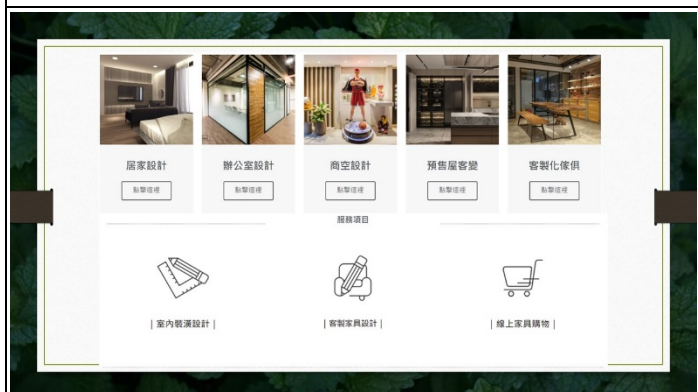 居家設計
辦公室設計
商空設計
預售屋客變
客製化傢俱
點擊這裡
點擊這裡
點擊這裡
點擊這裡
點擊這裡
服務項目
|室內裝潢設計|
|客製家具設計|
|線上家具購物|